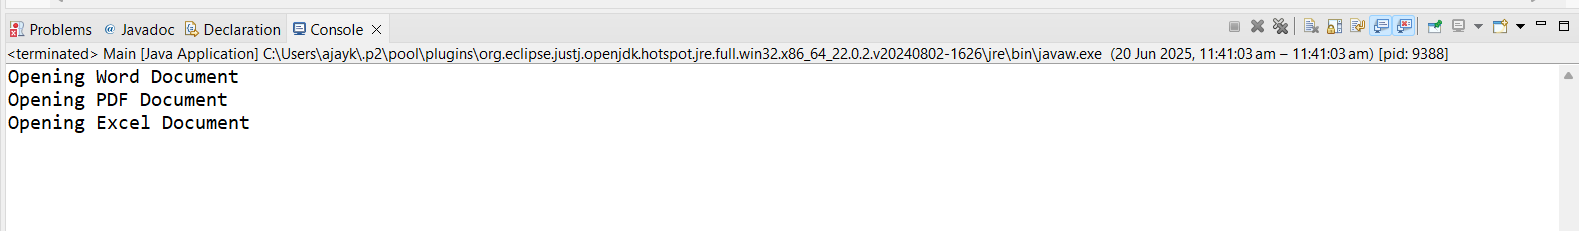 Problems @ Javadoc Declaration Console
<terminated> Main [Java Application] C:\Users\ajayk\.p2\pool\plugins\org.eclipse.justj.openjdk.hotspot.jre.full.win32.x86_64_22.0.2.v20240802-1626\jre\bin\javaw.exe (20 Jun 2025, 11:41:03 am – 11:41:03 am) [pid: 9388]
Opening Word Document
Opening PDF Document
Opening Excel Document